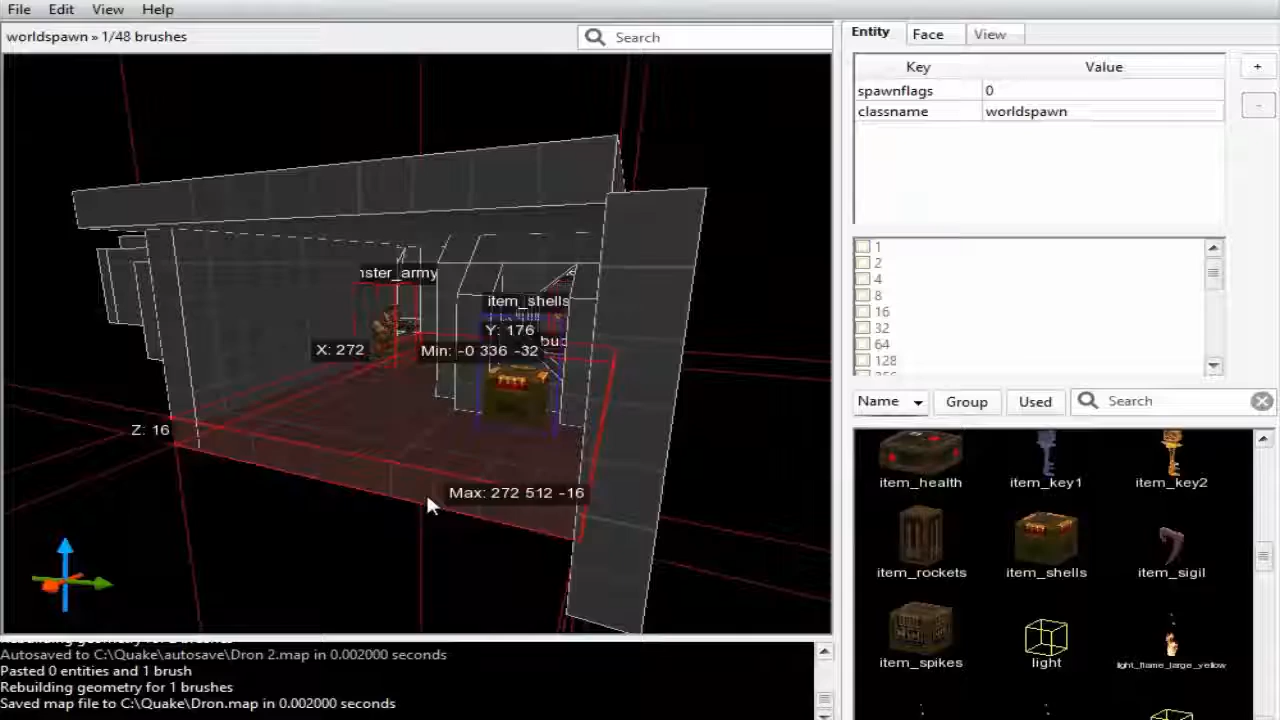 File Edit View Help
worldspawn » 1/48 brushes
Search
Entity Face View
Key Value
spawnflags 0
classname worldspawn
1
2
4
8
16
32
64
128
Name Group Used Search
item_health item_key1 item_key2
item_rockets item_shells item_sigil
item_spikes light light_flame_large_yellow
nster_army
item_shells
Y: 176
X: 272
Min: -0 336 -32
Z: 16
Max: 272 512 -16
Autosaved to C:\Quake\autosave\Dron 2.map in 0.002000 seconds
Pasted 0 entities and 1 brush
Rebuilding geometry for 1 brushes
Saved map file to C:\Quake\Dron.map in 0.002000 seconds